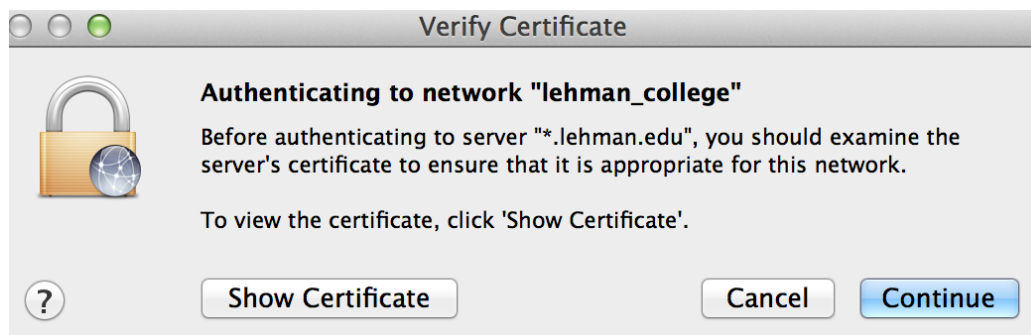 Verify Certificate
Authenticating to network "lehman_college"
Before authenticating to server "*.lehman.edu", you should examine the
server's certificate to ensure that it is appropriate for this network.
To view the certificate, click 'Show Certificate'.
?
Show Certificate
Cancel
Continue